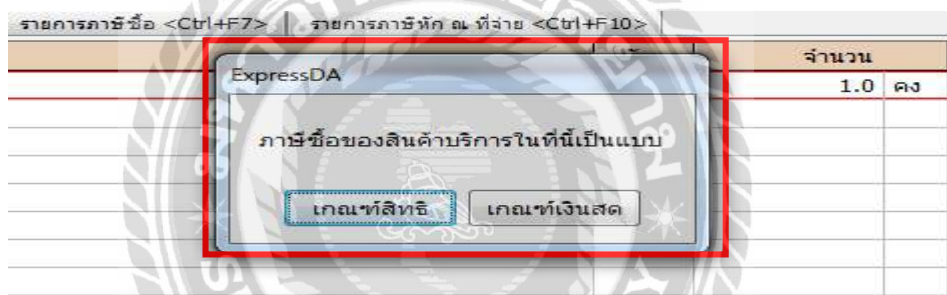 รายการภาษีซื้อ <Ctrl+F7> รายการภาษีหัก ณ ที่จ่าย <Ctrl+F10>
จำนวน
ExpressDA
1.0 คง
ภาษีซื้อของสินค้าบริการในที่นี้เป็นแบบ
เกณฑ์สิทธิ เกณฑ์เงินสด